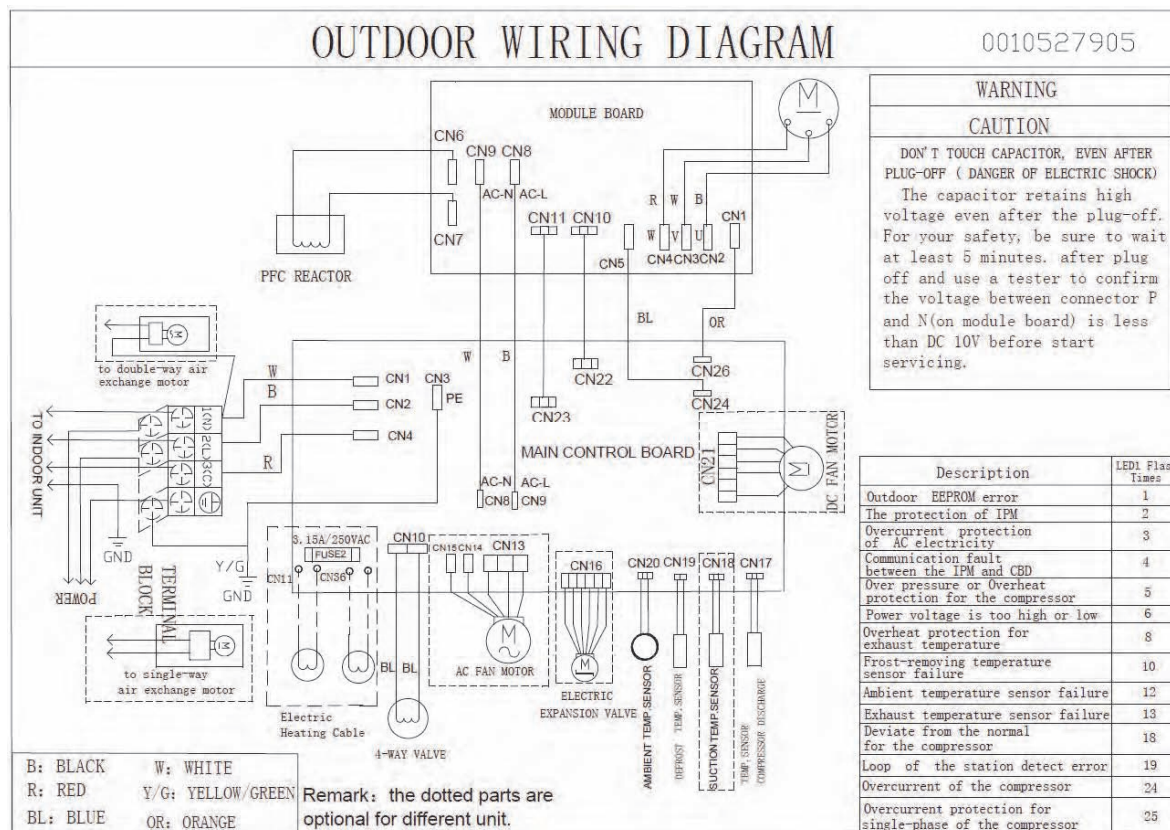 OUTDOOR WIRING DIAGRAM
0010527905
MODULE BOARD
CN6
CN9 CN8
AC-N AC-L
CN7
CN11 CN10
R W B
CN1
W V U
CN5
CN4 CN3 CN2
PFC REACTOR
BL
OR
W
B
CN26
CN24
CN22
CN23
WARNING
CAUTION
DON'T TOUCH CAPACITOR, EVEN AFTER
PLUG-OFF ( DANGER OF ELECTRIC SHOCK)
The capacitor retains high
voltage even after the plug-off.
For your safety, be sure to wait
at least 5 minutes. after plug
off and use a tester to confirm
the voltage between connector P
and N(on module board) is less
than DC 10V before start
servicing.
to double-way air
exchange motor
W
B
R
CN1
CN2
CN4
CN3
PE
TO INDOOR UNIT
1(N)
2(L)
3(C)
MAIN CONTROL BOARD
CN21
DC FAN MOTOR
AC-N AC-L
CN8 CN9
GND
Y/G
GND
POWER
TERMINAL
BLOCK
3.15A/250VAC
FUSE2
CN11
CN36
CN10
CN15 CN14 CN13
CN16
CN20 CN19 CN18 CN17
to single-way
air exchange motor
Electric
Heating Cable
BL BL
4-WAY VALVE
AC FAN MOTOR
ELECTRIC
EXPANSION VALVE
AMBIENT TEMP.SENSOR
DEFROST TEMP. SENSOR
SUCTION TEMP.SENSOR
TEMP. SENSOR
COMPRESSOR DISCHARGE
Description
LED1 Flas
Times
Outdoor EEPROM error 1
The protection of IPM 2
Overcurrent protection
of AC electricity 3
Communication fault
between the IPM and CBD 4
Over pressure or Overheat
protection for the compressor 5
Power voltage is too high or low 6
Overheat protection for
exhaust temperature 8
Frost-removing temperature
sensor failure 10
Ambient temperature sensor failure 12
Exhaust temperature sensor failure 13
Deviate from the normal
for the compressor 18
Loop of the station detect error 19
Overcurrent of the compressor 24
Overcurrent protection for
single-phase of the compressor 25
B: BLACK W: WHITE
R: RED Y/G: YELLOW/GREEN
BL: BLUE OR: ORANGE
Remark: the dotted parts are
optional for different unit.